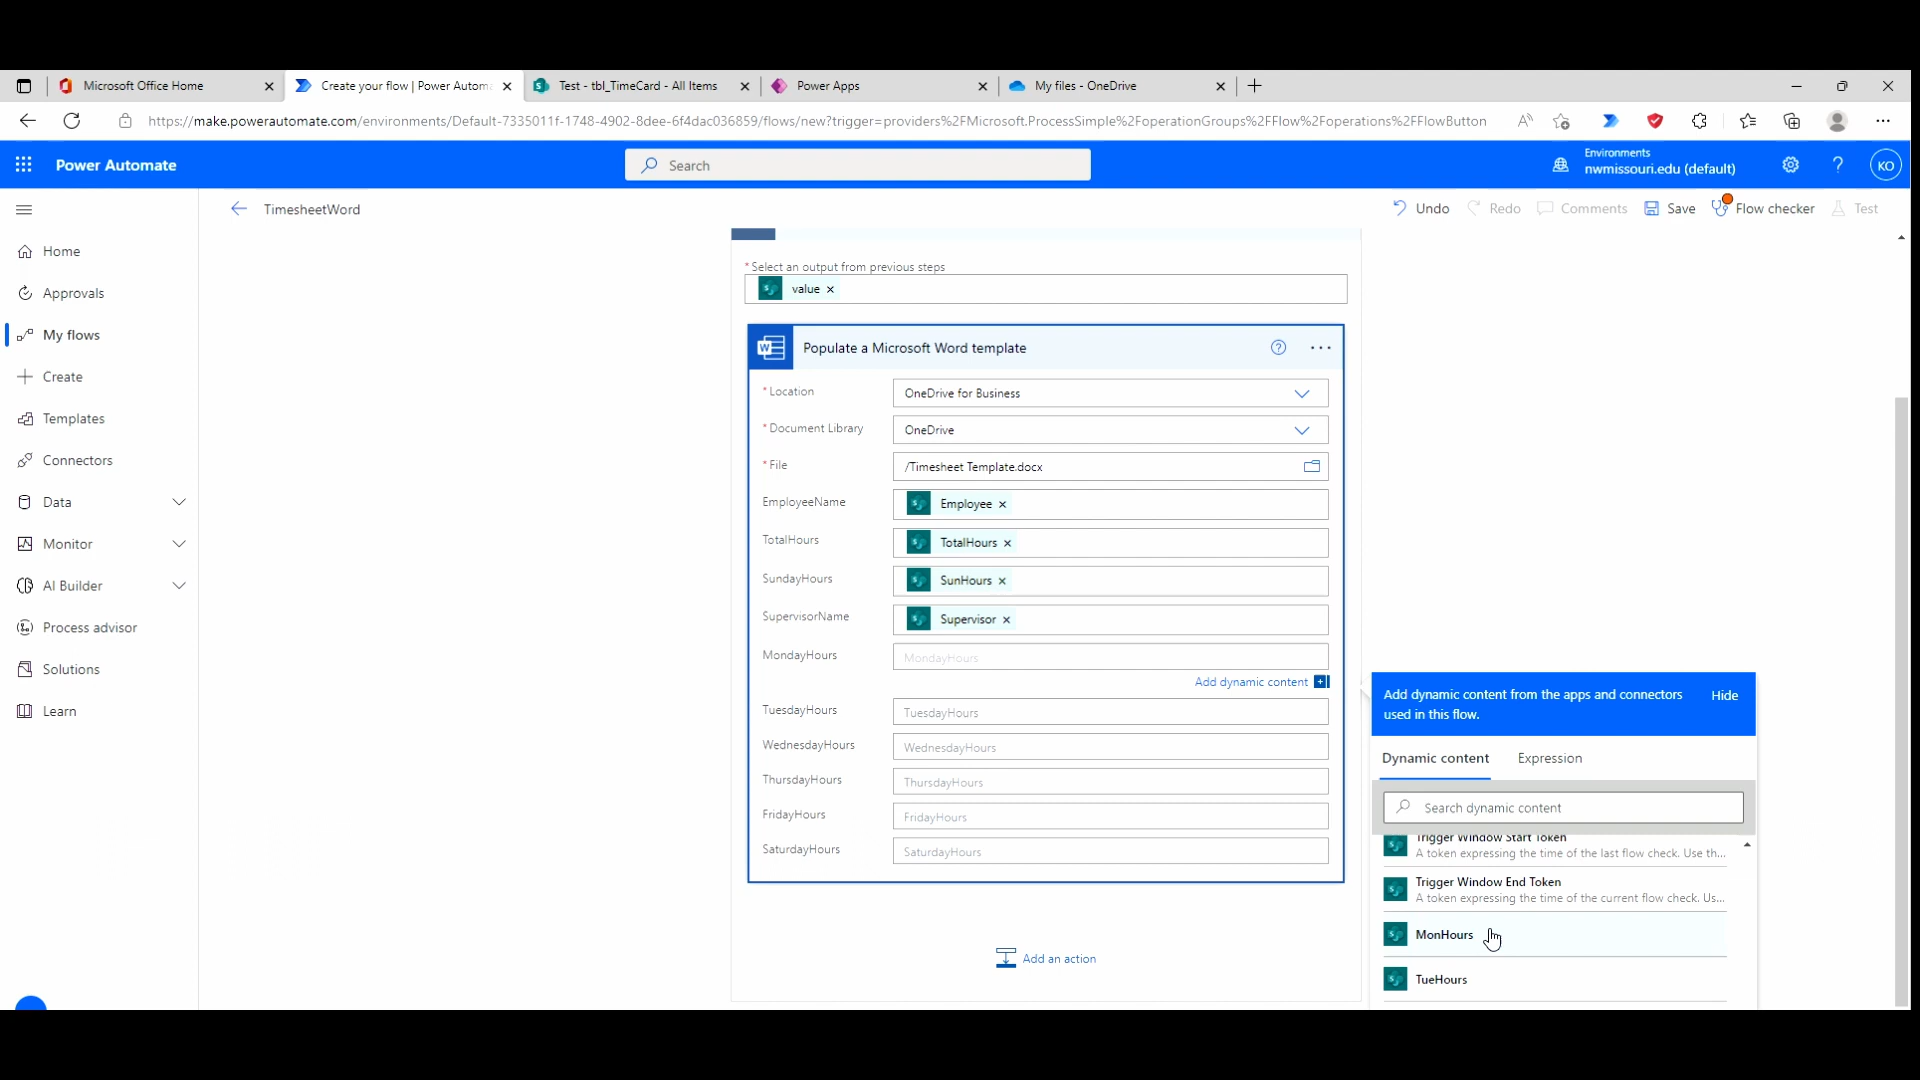 Microsoft Office Home
Create your flow | Power Autom
Test - tbl_TimeCard - All Items
Power Apps
My files - OneDrive
https://make.powerautomate.com/environments/Default-7335011f-1748-4902-8dee-6f4dac036859/flows/new?trigger=providers%2FMicrosoft.ProcessSimple%2FoperationGroups%2FFlow%2Foperations%2FFlowButton
Power Automate
Search
Environments
nwmissouri.edu (default)
KO
TimesheetWord
Undo
Redo
Comments
Save
Flow checker
Test
Home
Approvals
My flows
Create
Templates
Connectors
Data
Monitor
AI Builder
Process advisor
Solutions
Learn
* Select an output from previous steps
value
Populate a Microsoft Word template
* Location
OneDrive for Business
* Document Library
OneDrive
* File
/Timesheet Template.docx
EmployeeName
Employee
TotalHours
TotalHours
SundayHours
SunHours
SupervisorName
Supervisor
MondayHours
MondayHours
Add dynamic content
TuesdayHours
TuesdayHours
WednesdayHours
WednesdayHours
ThursdayHours
ThursdayHours
FridayHours
FridayHours
SaturdayHours
SaturdayHours
Add an action
Add dynamic content from the apps and connectors
used in this flow.
Hide
Dynamic content
Expression
Search dynamic content
Trigger Window Start Token
A token expressing the time of the last flow check. Use th...
Trigger Window End Token
A token expressing the time of the current flow check. Us...
MonHours
TueHours